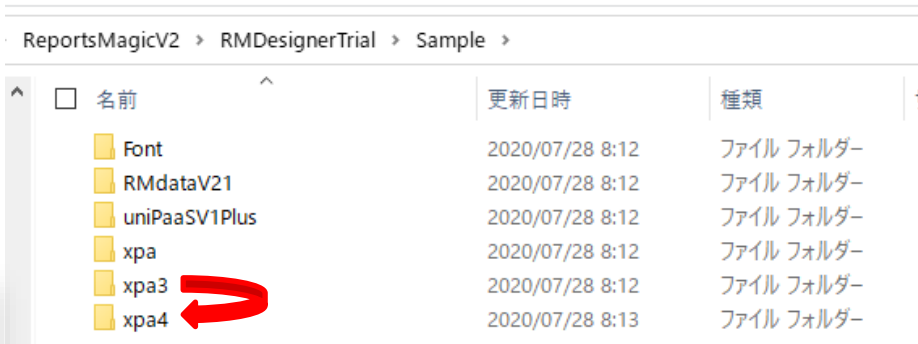 ReportsMagicV2 > RMDesignerTrial > Sample >
名前 更新日時 種類
Font 2020/07/28 8:12 ファイル フォルダー
RMdataV21 2020/07/28 8:12 ファイル フォルダー
uniPaaSV1Plus 2020/07/28 8:12 ファイル フォルダー
xpa 2020/07/28 8:12 ファイル フォルダー
xpa3 2020/07/28 8:12 ファイル フォルダー
xpa4 2020/07/28 8:13 ファイル フォルダー